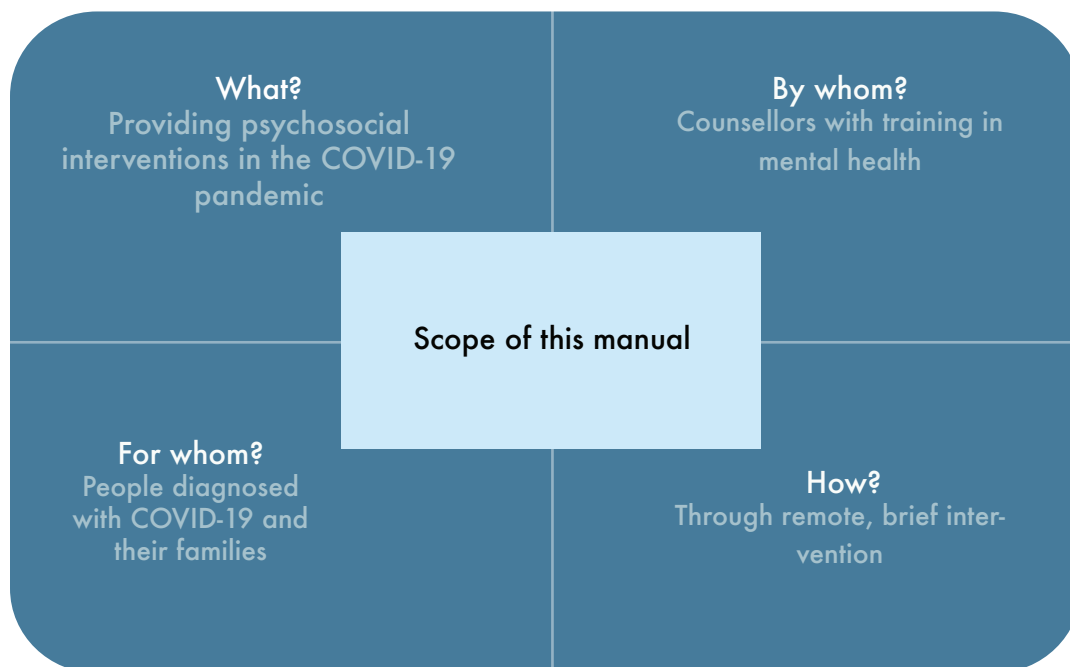 What?
Providing psychosocial
interventions in the COVID-19
pandemic
By whom?
Counsellors with training in
mental health
Scope of this manual
For whom?
People diagnosed
with COVID-19 and
their families
How?
Through remote, brief inter-
vention